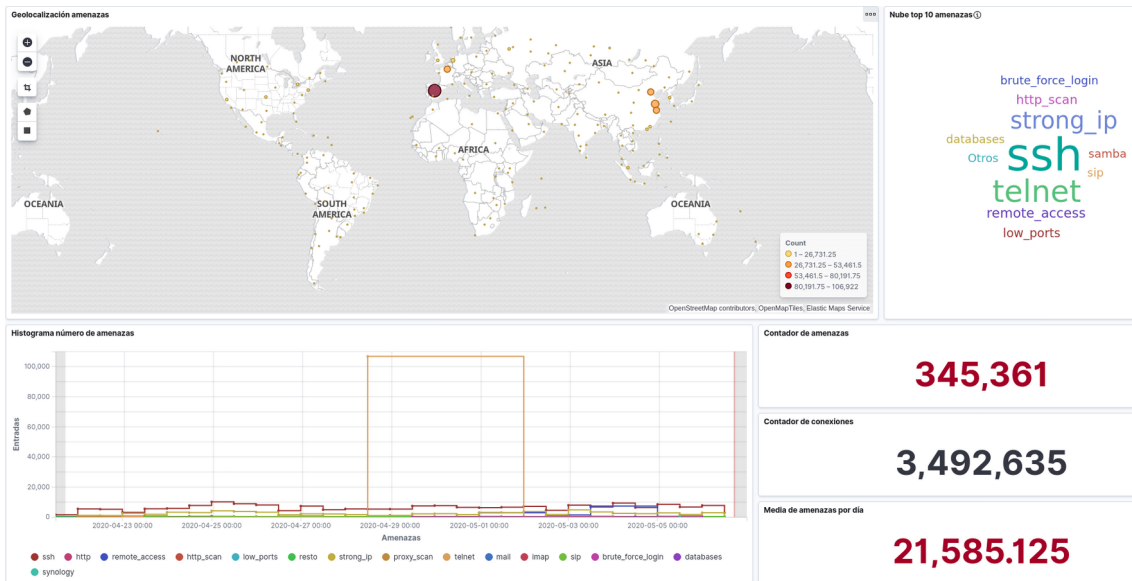 Geolocalización amenazas
NORTH
AMERICA
ASIA
AFRICA
OCEANIA
SOUTH
AMERICA
OCEANIA
Count
1 – 26,731.25
26,731.25 – 53,461.5
53,461.5 – 80,191.75
80,191.75 – 106,922
OpenStreetMap contributors, OpenMapTiles, Elastic Maps Service
Nube top 10 amenazas
brute_force_login
http_scan
strong_ip
databases
ssh
samba
Otros
sip
telnet
remote_access
low_ports
Histograma número de amenazas
Entradas
100,000
80,000
60,000
40,000
20,000
0
2020-04-23 00:00
2020-04-25 00:00
2020-04-27 00:00
2020-04-29 00:00
2020-05-01 00:00
2020-05-03 00:00
2020-05-05 00:00
Amenazas
ssh http remote_access http_scan low_ports resto strong_ip proxy_scan telnet mail imap sip brute_force_login databases
synology
Contador de amenazas
345,361
Contador de conexiones
3,492,635
Media de amenazas por día
21,585.125